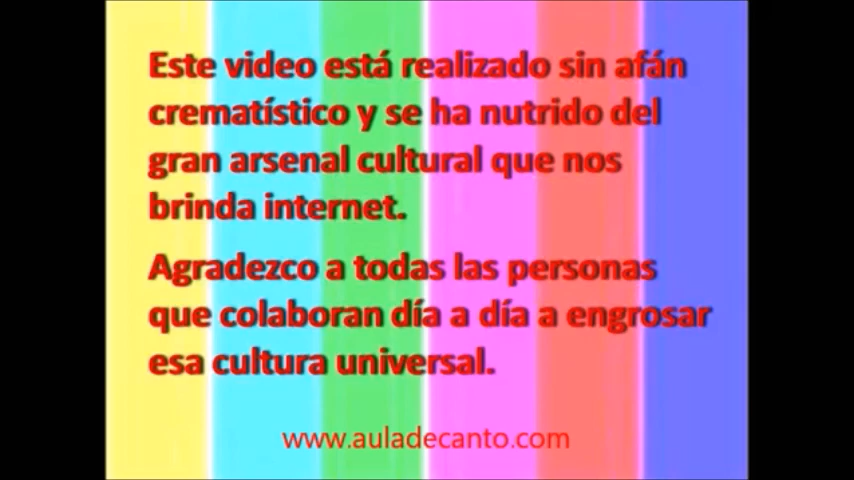 Este video está realizado sin afán
crematístico y se ha nutrido del
gran arsenal cultural que nos
brinda internet.
Agradezco a todas las personas
que colaboran día a día a engrosar
esa cultura universal.
www.auladecanto.com